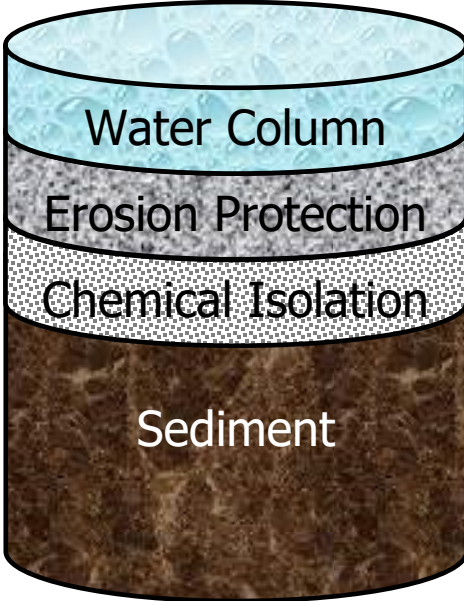 Water Column
Erosion Protection
Chemical Isolation
Sediment